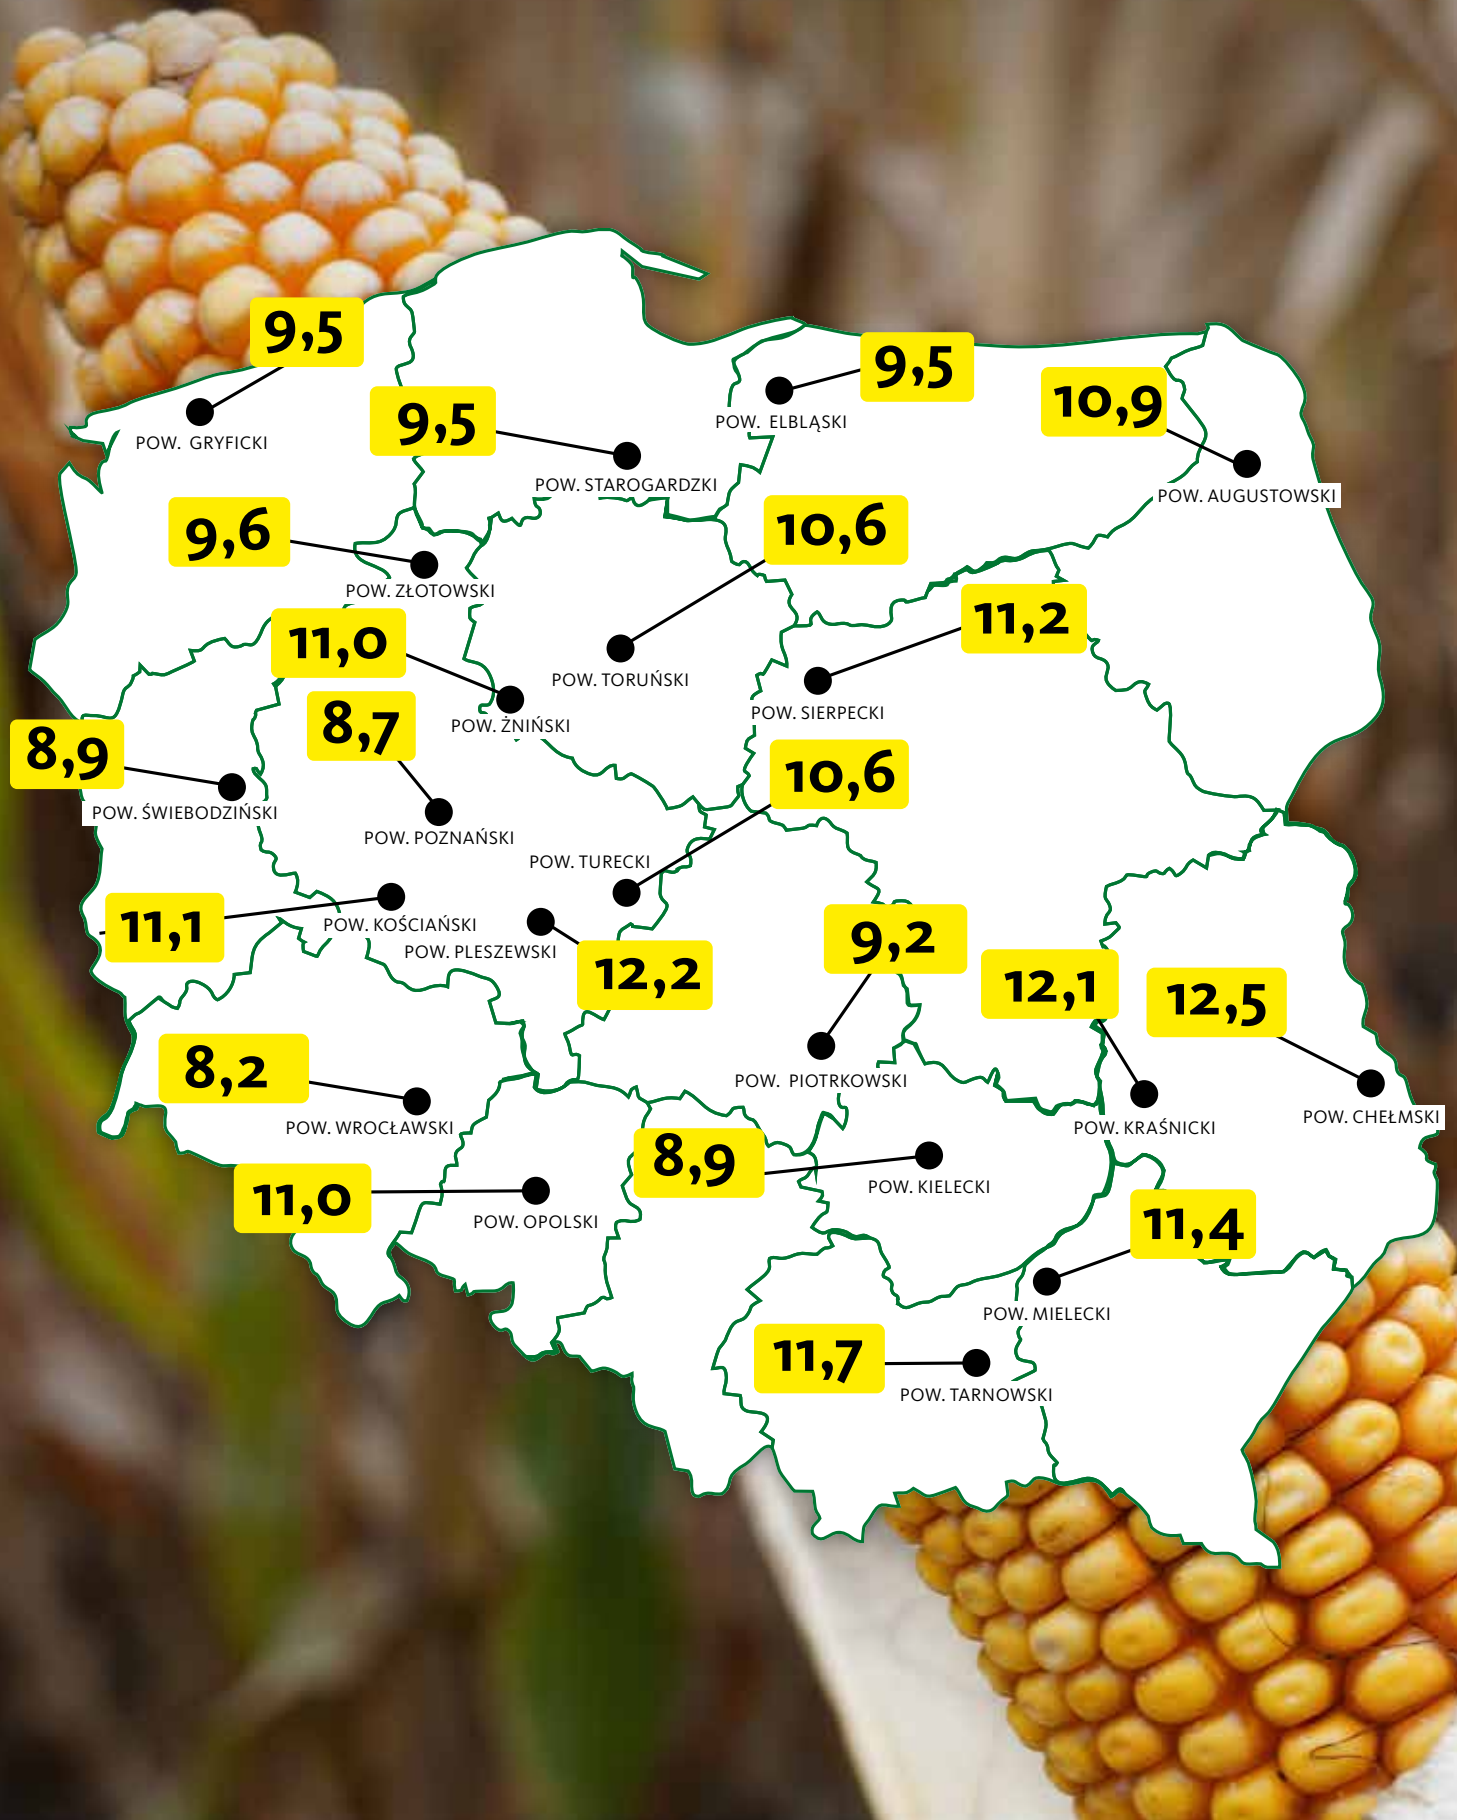 9,5
POW. GRYFICKI
9,5
POW. STAROGARDZKI
9,5
POW. ELBLĄSKI
10,9
POW. AUGUSTOWSKI
9,6
POW. ZŁOTOWSKI
10,6
POW. TORUŃSKI
11,2
POW. SIERPECKI
11,0
POW. ŻNIŃSKI
8,7
POW. POZNAŃSKI
8,9
POW. ŚWIEBODZIŃSKI
10,6
POW. TURECKI
11,1
POW. KOŚCIAŃSKI
POW. PLESZEWSKI
12,2
9,2
POW. PIOTRKOWSKI
12,1
POW. KRAŚNICKI
12,5
POW. CHEŁMSKI
8,2
POW. WROCŁAWSKI
8,9
POW. KIELECKI
11,0
POW. OPOLSKI
11,4
POW. MIELECKI
11,7
POW. TARNOWSKI